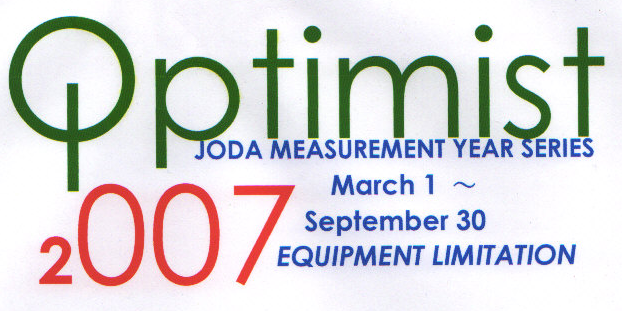 Optimist
JODA MEASUREMENT YEAR SERIES
March 1 ～
September 30
2007
EQUIPMENT LIMITATION